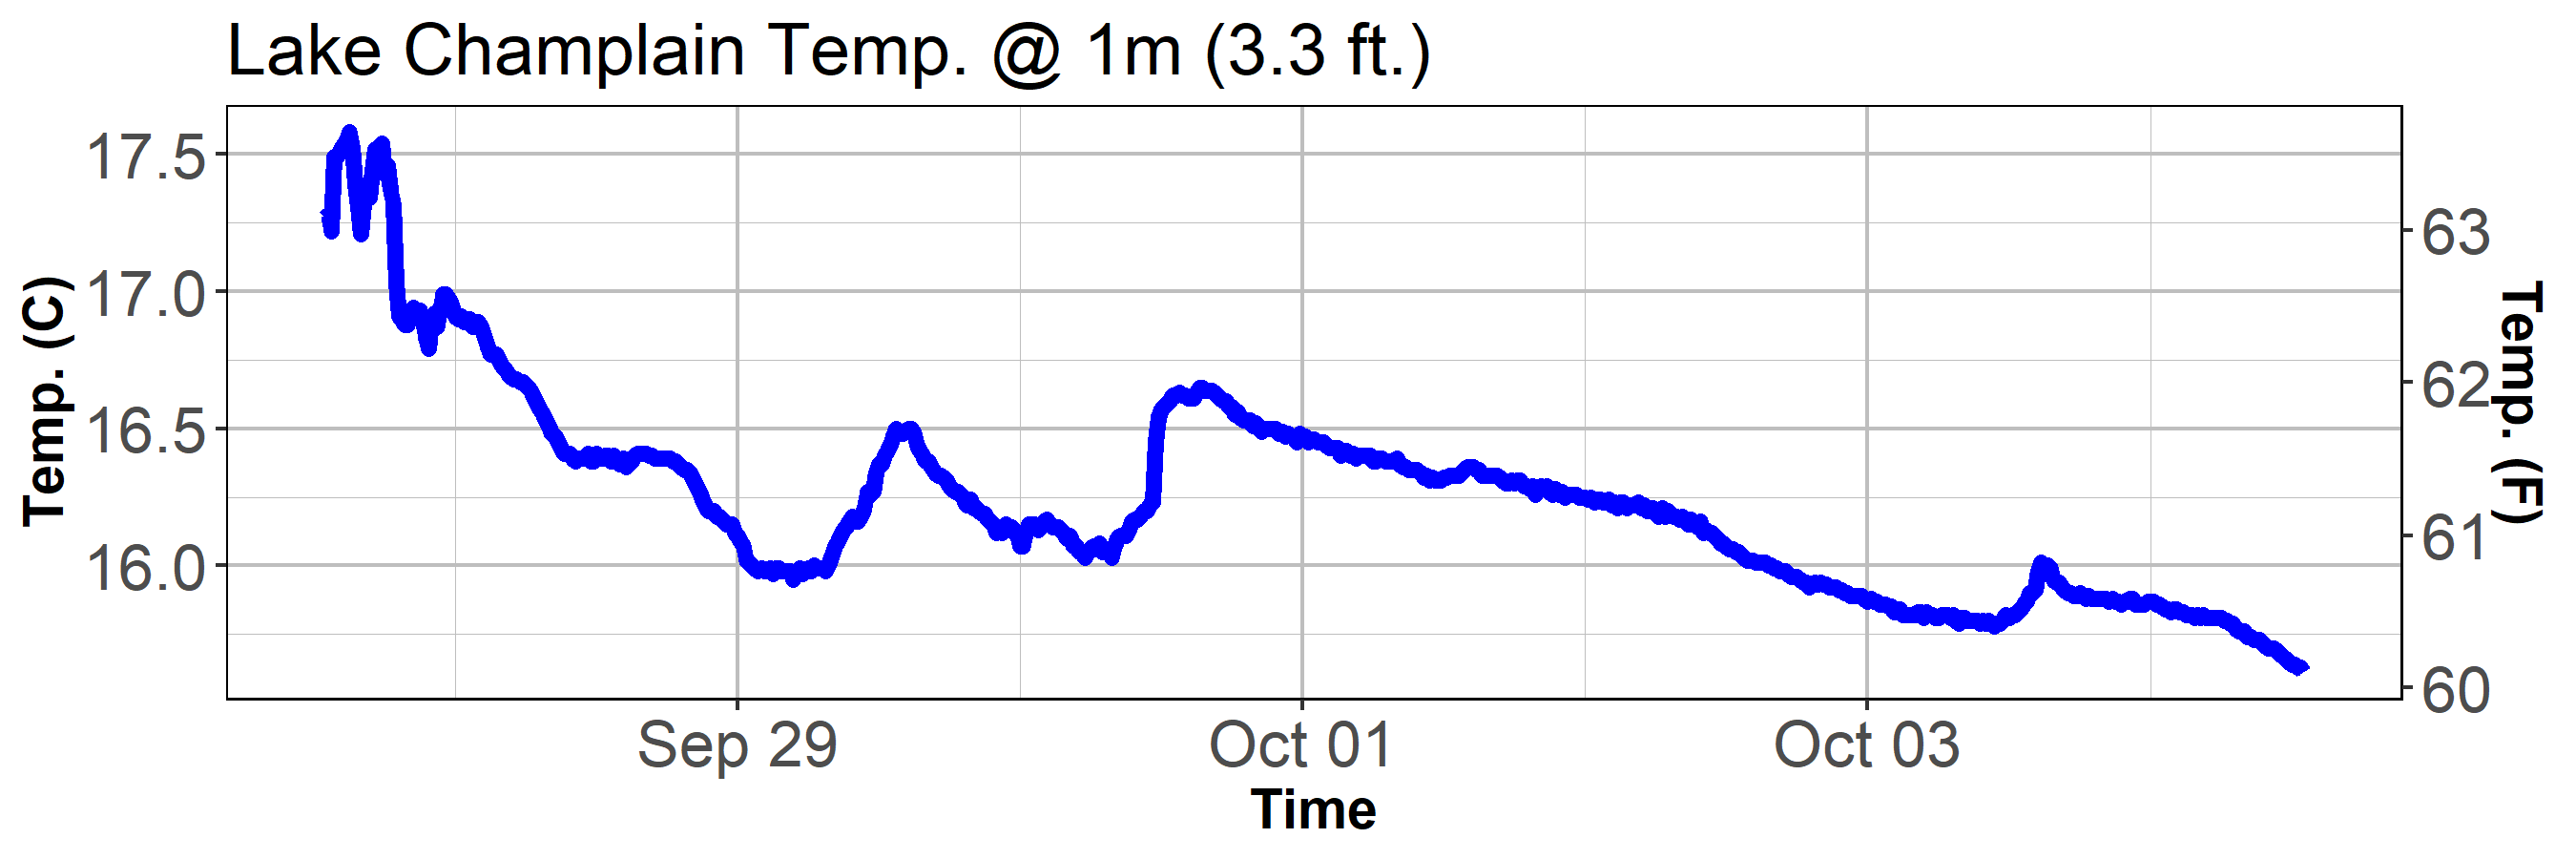 Lake Champlain Temp. @ 1m (3.3 ft.)
Temp. (C)
17.5
17.0
16.5
16.0
63
62
61
60
Temp. (F)
Sep 29
Oct 01
Oct 03
Time